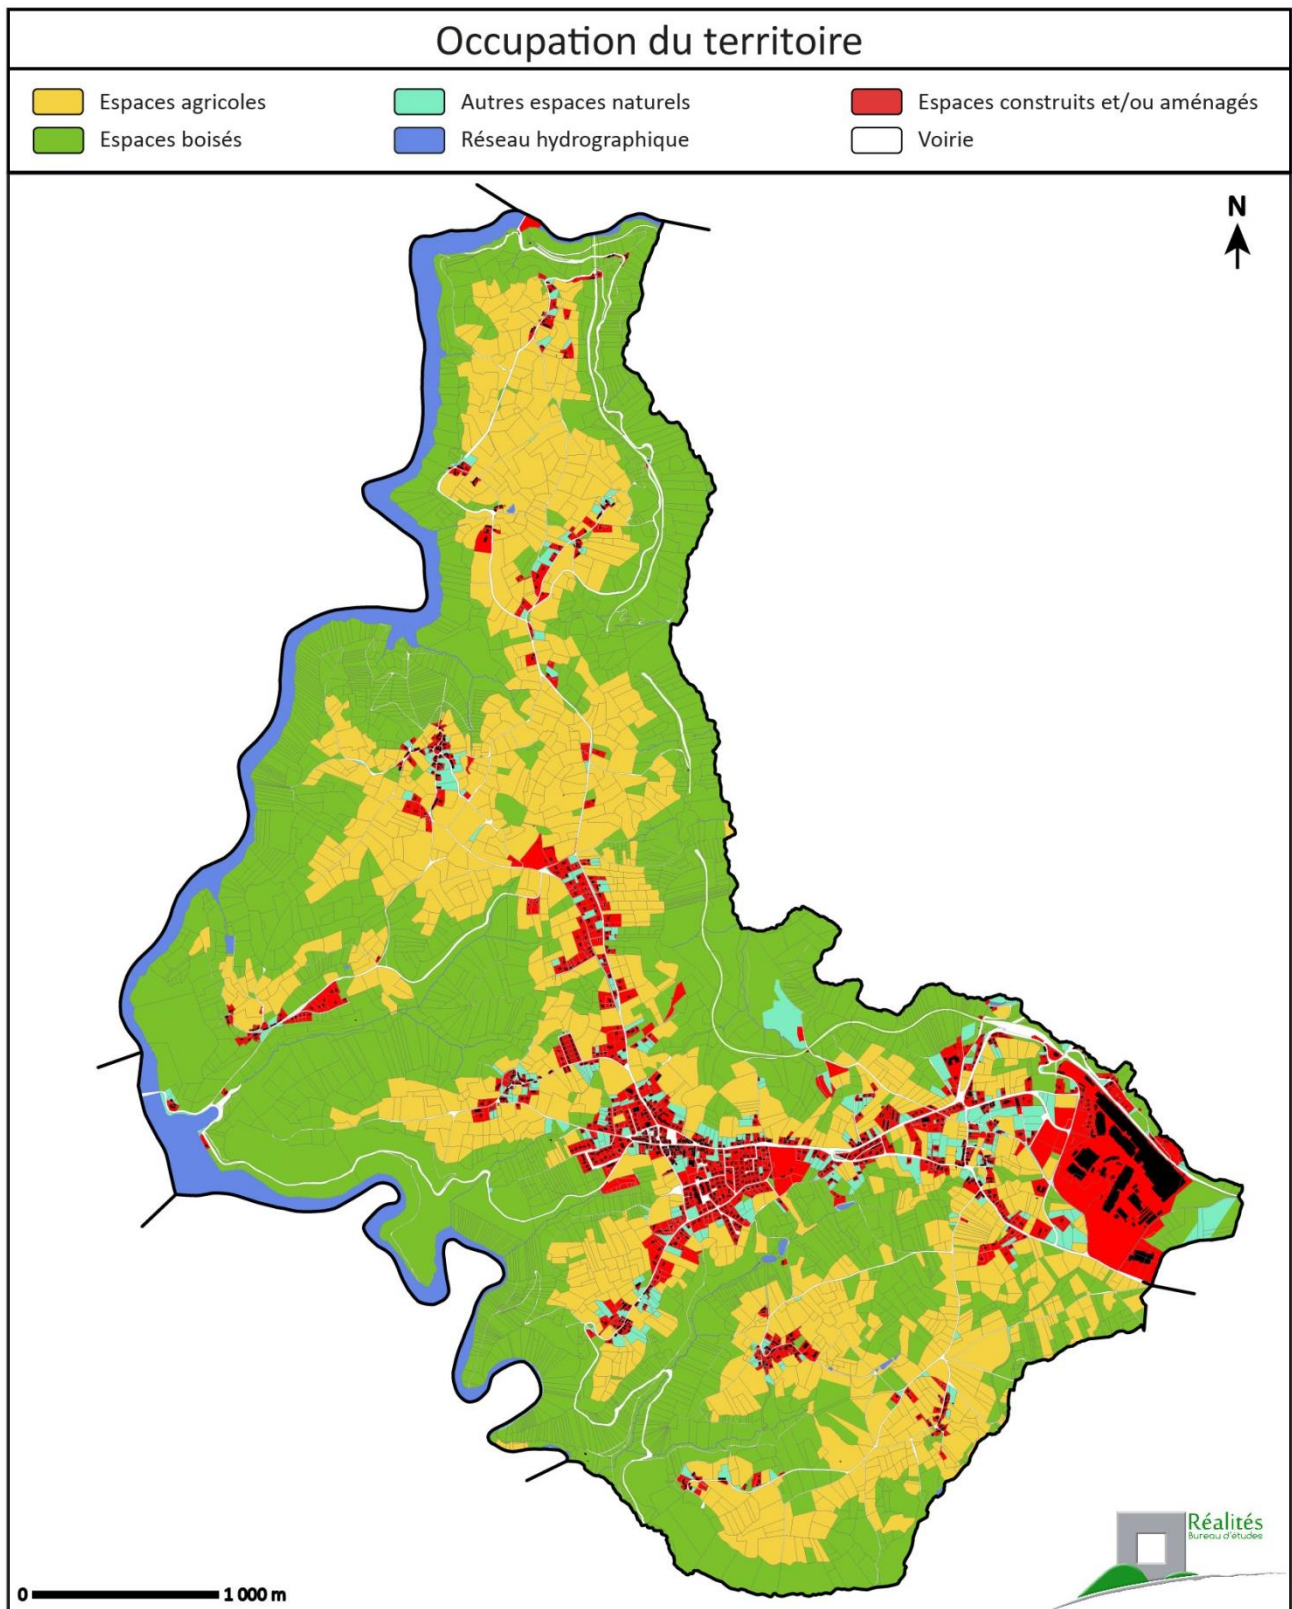 Occupation du territoire
Espaces agricoles
Autres espaces naturels
Espaces construits et/ou aménagés
Espaces boisés
Réseau hydrographique
Voirie
N
Réalités
Bureau d'études
0 1 000 m